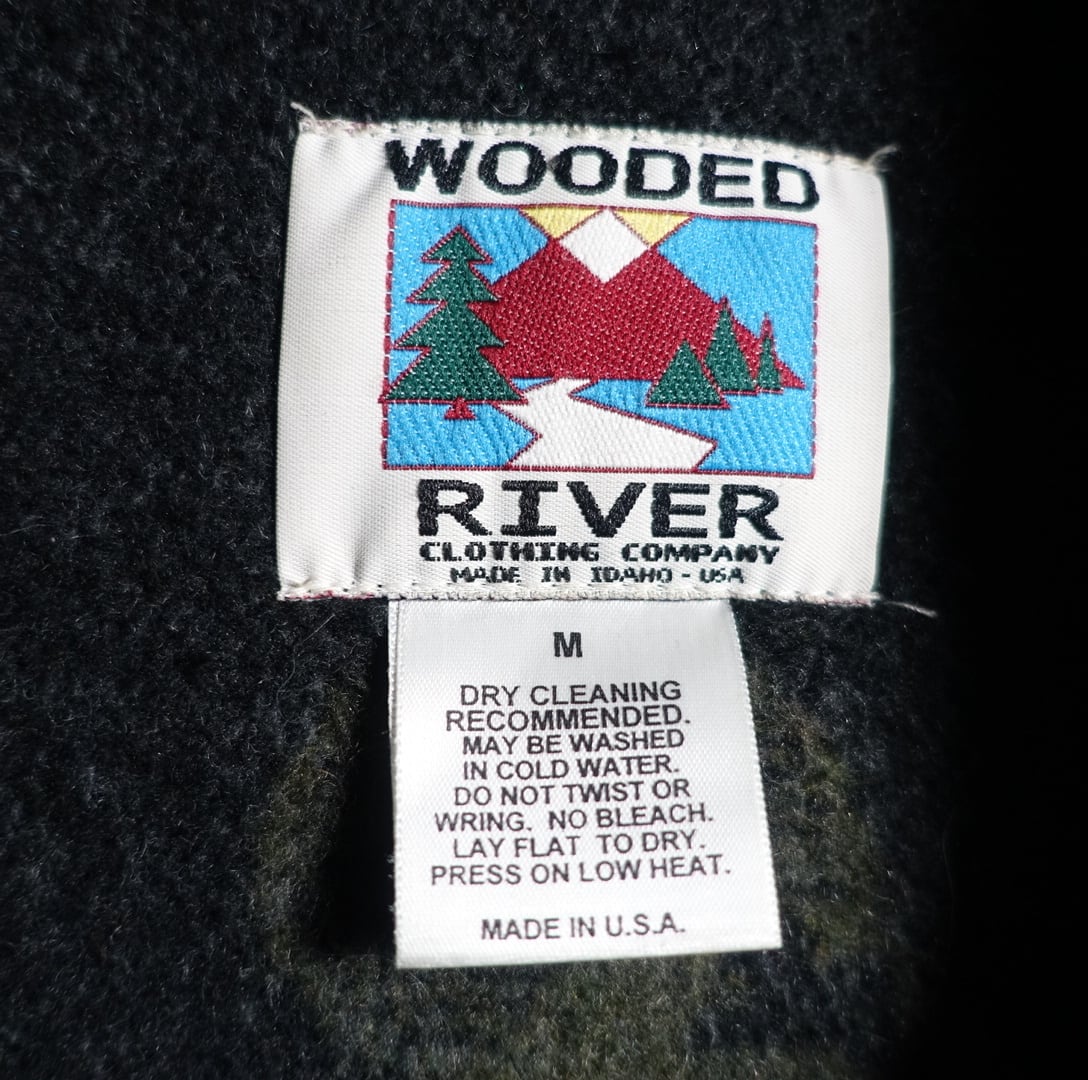 WOODED
RIVER
CLOTHING COMPANY
MADE IN IDAHO - USA
M
DRY CLEANING
RECOMMENDED.
MAY BE WASHED
IN COLD WATER.
DO NOT TWIST OR
WRING. NO BLEACH.
LAY FLAT TO DRY.
PRESS ON LOW HEAT.
MADE IN U.S.A.